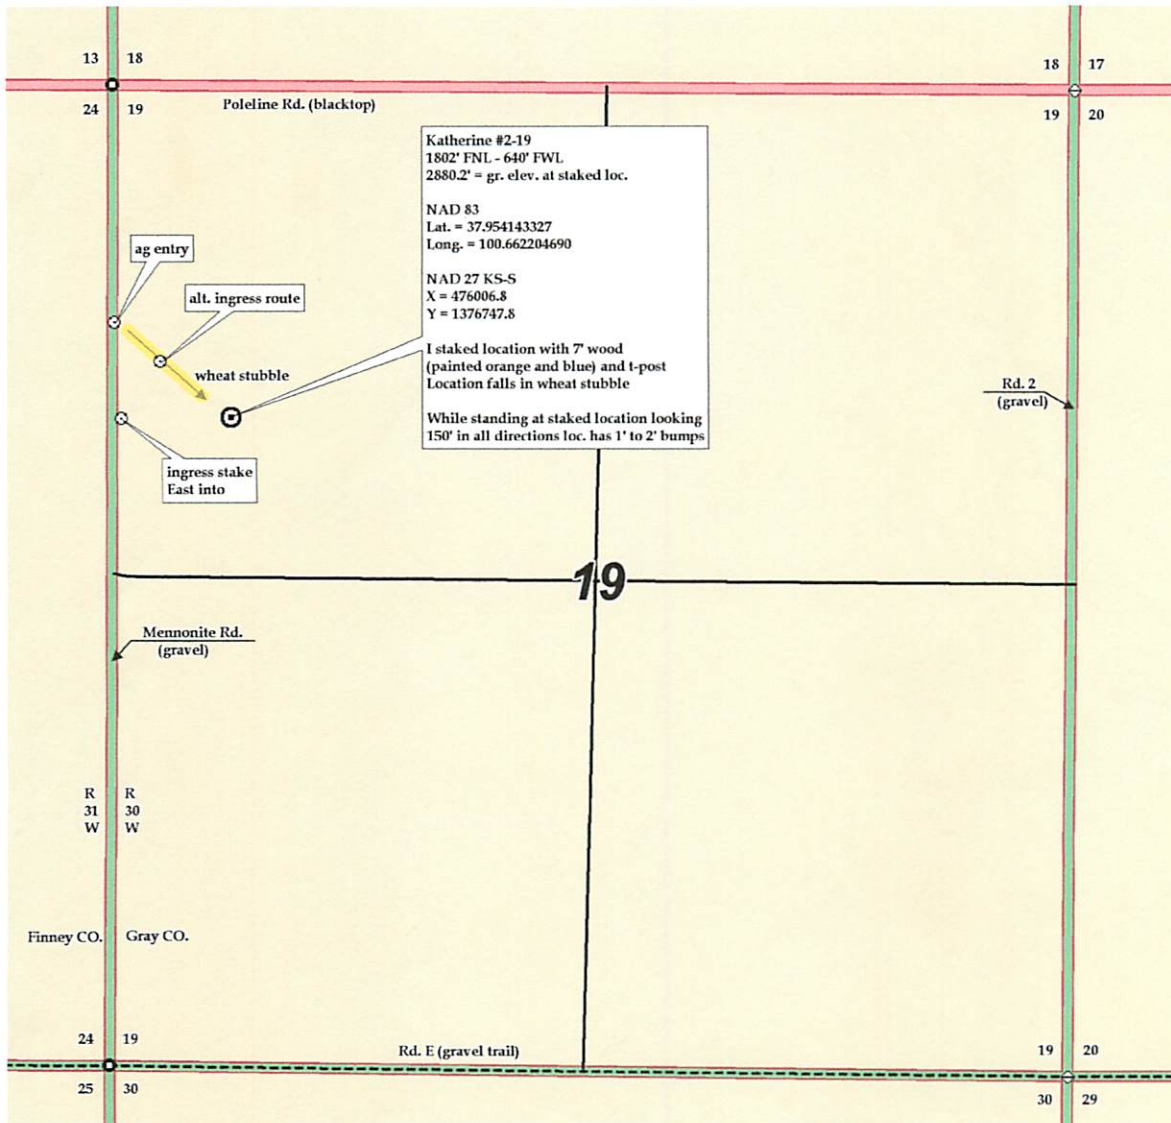 13 18
18 17
24 19
Poleline Rd. (blacktop)
19 20
Katherine #2-19
1802' FNL - 640' FWL
2880.2' = gr. elev. at staked loc.
NAD 83
Lat. = 37.954143327
Long. = 100.662204690
NAD 27 KS-S
X = 476006.8
Y = 1376747.8
I staked location with 7' wood
(painted orange and blue) and t-post
Location falls in wheat stubble
While standing at staked location looking
150' in all directions loc. has 1' to 2' bumps
ag entry
alt. ingress route
wheat stubble
Rd. 2
(gravel)
ingress stake
East into
19
Mennonite Rd.
(gravel)
R R
31 30
W W
Finney CO. Gray CO.
24 19
Rd. E (gravel trail)
19 20
25 30
30 29